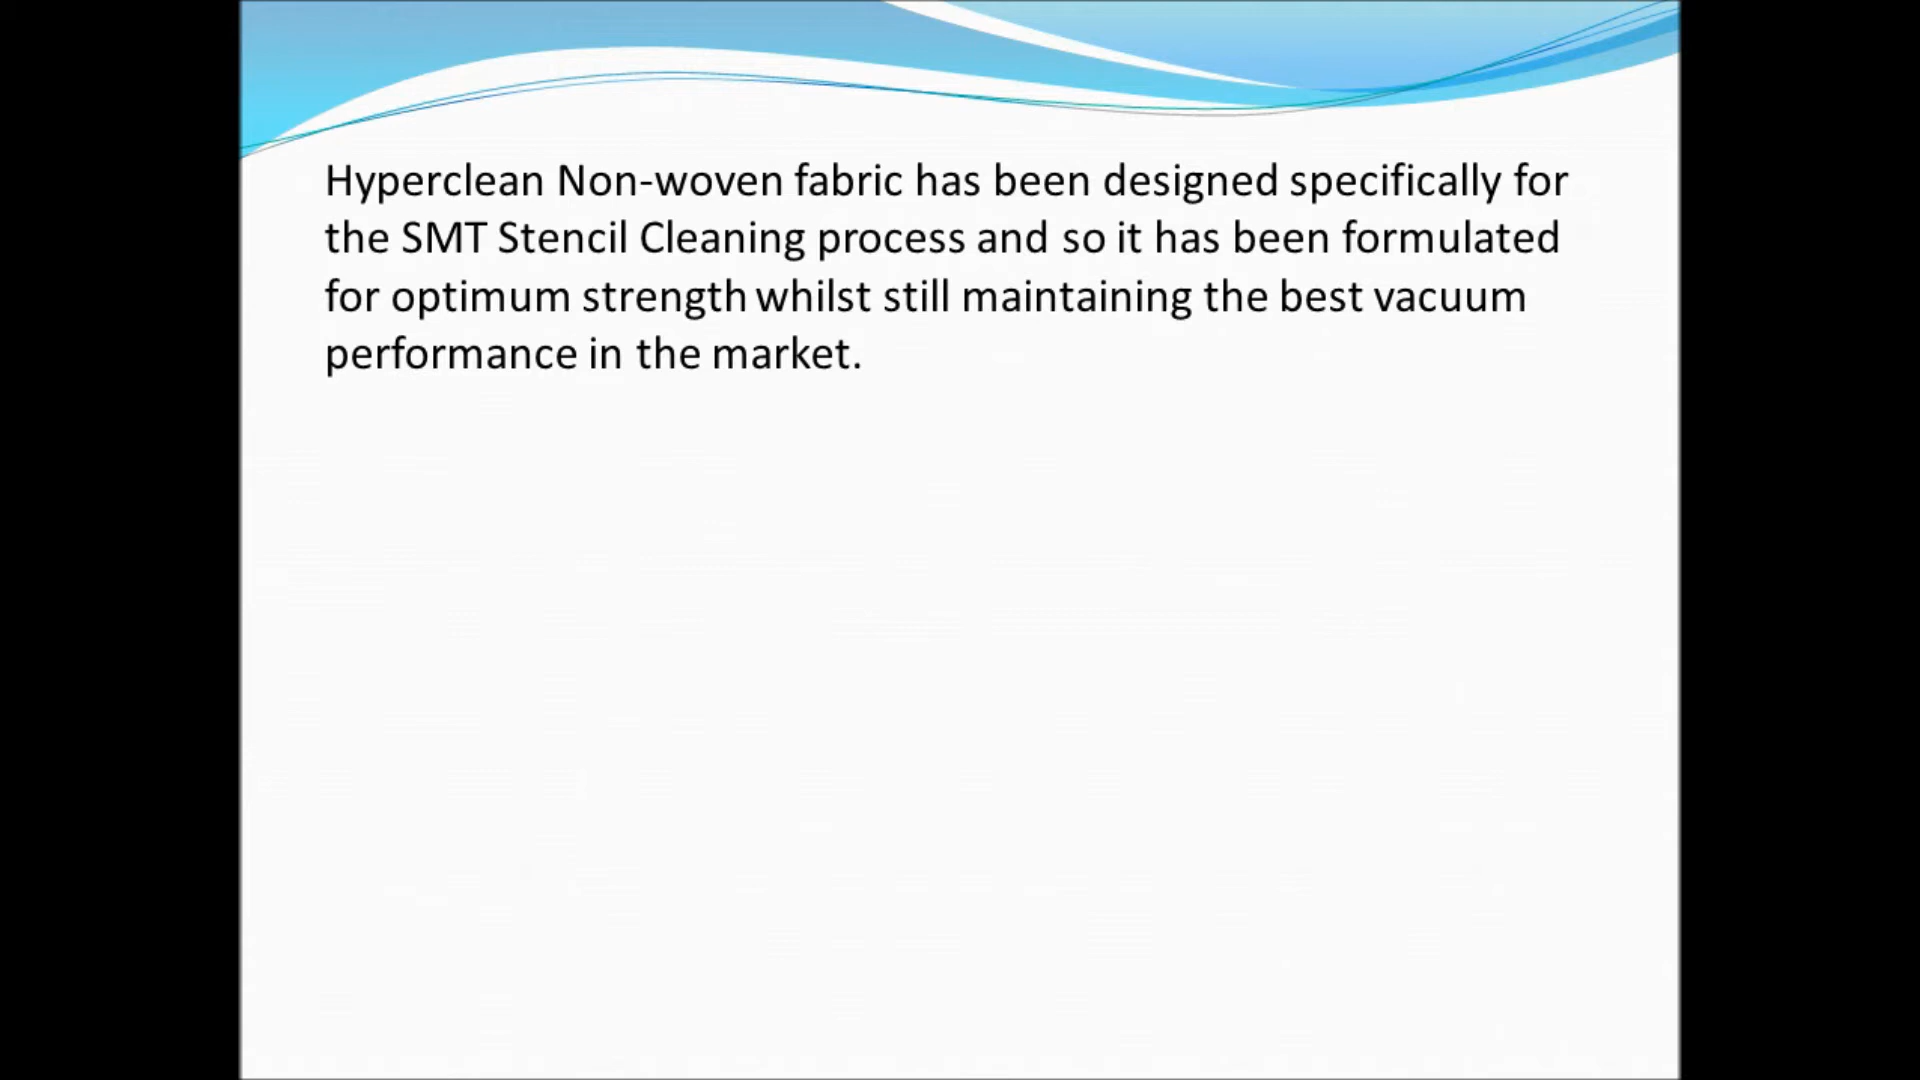 Hyperclean Non-woven fabric has been designed specifically for
the SMT Stencil Cleaning process and so it has been formulated
for optimum strength whilst still maintaining the best vacuum
performance in the market.